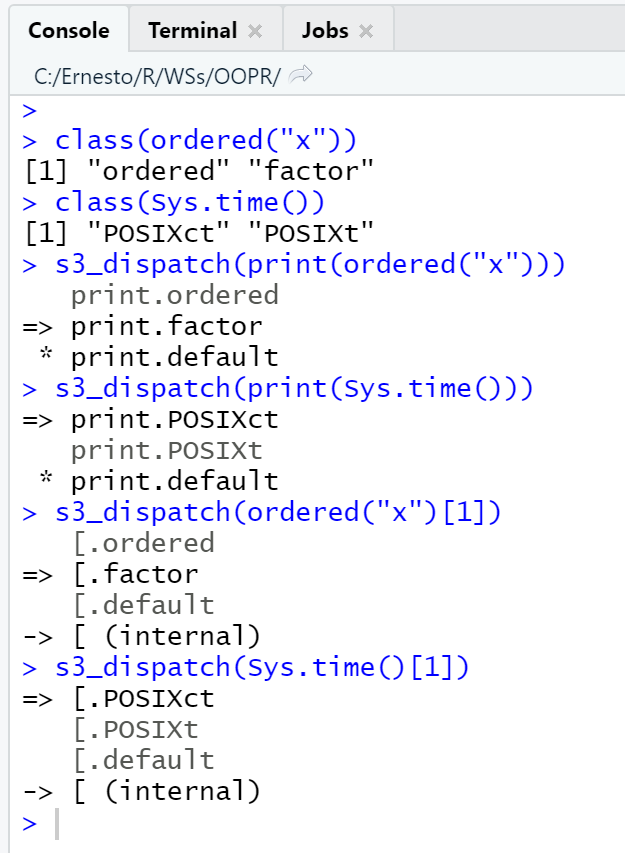 Console Terminal Jobs
C:/Ernesto/R/WSs/OOPR/
>
> class(ordered("x"))
[1] "ordered" "factor"
> class(Sys.time())
[1] "POSIXct" "POSIXt"
> s3_dispatch(print(ordered("x")))
   print.ordered
=> print.factor
 * print.default
> s3_dispatch(print(Sys.time()))
=> print.POSIXct
   print.POSIXt
 * print.default
> s3_dispatch(ordered("x")[1])
   [.ordered
=> [.factor
   [.default
-> [ (internal)
> s3_dispatch(Sys.time()[1])
=> [.POSIXct
   [.POSIXt
   [.default
-> [ (internal)
>